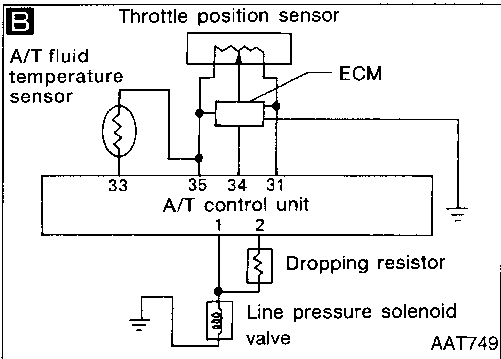 B
Throttle position sensor
A/T fluid
temperature
sensor
ECM
33 35 34 31
A/T control unit
1 2
Dropping resistor
Line pressure solenoid
valve
AAT749